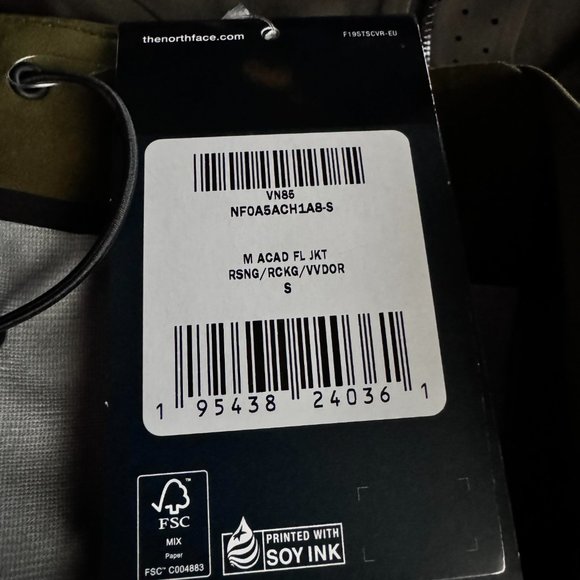 thenorthface.com
F19STSCVR-EU
VN85
NF0A5ACH1A8-S
M ACAD FL JKT
RSNG/RCKG/VVDOR
S
1 95438 24036 1
FSC
MIX
Paper
FSC™ C004883
PRINTED WITH
SOY INK